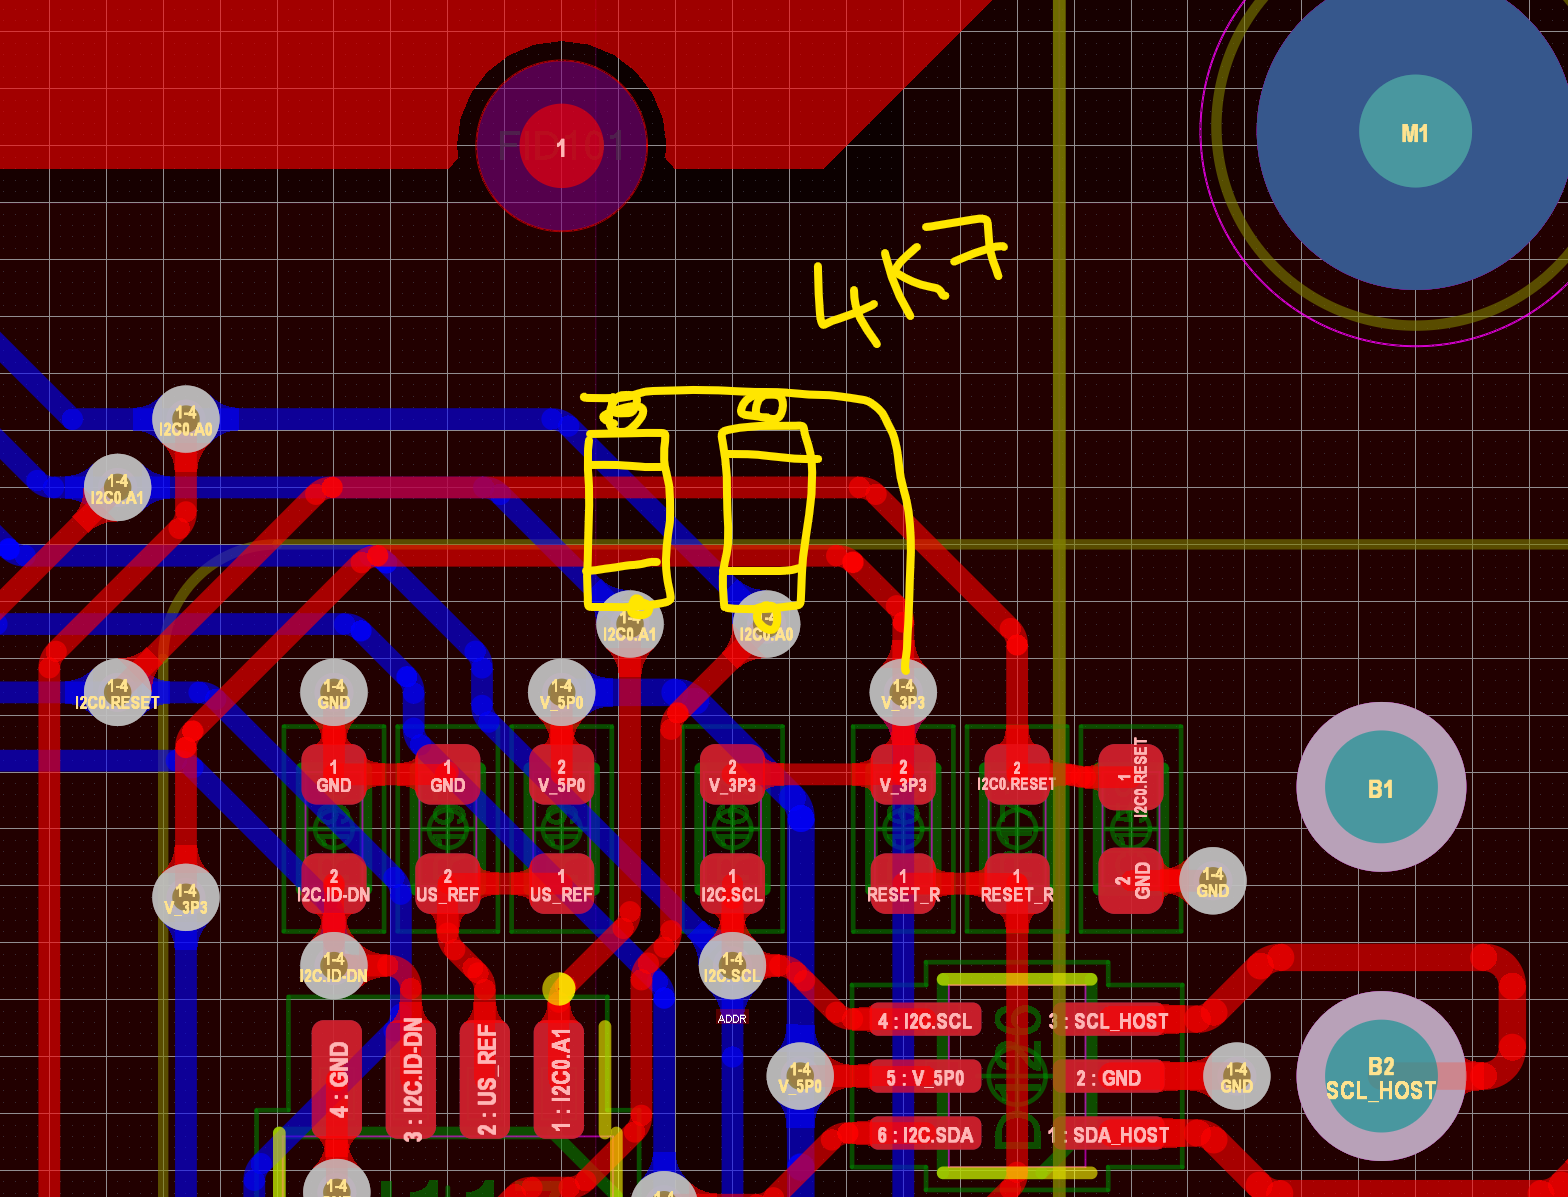 FID101
1
M1
4K7
1-4
I2C0.A0
1-4
I2C0.A1
1-4
I2C0.A1
1-4
I2C0.A0
1-4
I2C0.RESET
1-4
GND
1-4
V_5P0
1-4
V_3P3
1
GND
1
GND
2
V_5P0
2
V_3P3
2
V_3P3
2
I2C0.RESET
1
I2C0.RESET
B1
2
I2C.ID-DN
2
US_REF
1
US_REF
1
I2C.SCL
1
RESET_R
1
RESET_R
2
GND
1-4
GND
1-4
V_3P3
1-4
I2C.ID-DN
1-4
I2C.SCL
ADDR
4 : GND
3 : I2C.ID-DN
2 : US_REF
1 : I2C0.A1
4 : I2C.SCL
3 : SCL_HOST
1-4
V_5P0
5 : V_5P0
2 : GND
1-4
GND
B2
SCL_HOST
6 : I2C.SDA
1 : SDA_HOST
1-4
1-4